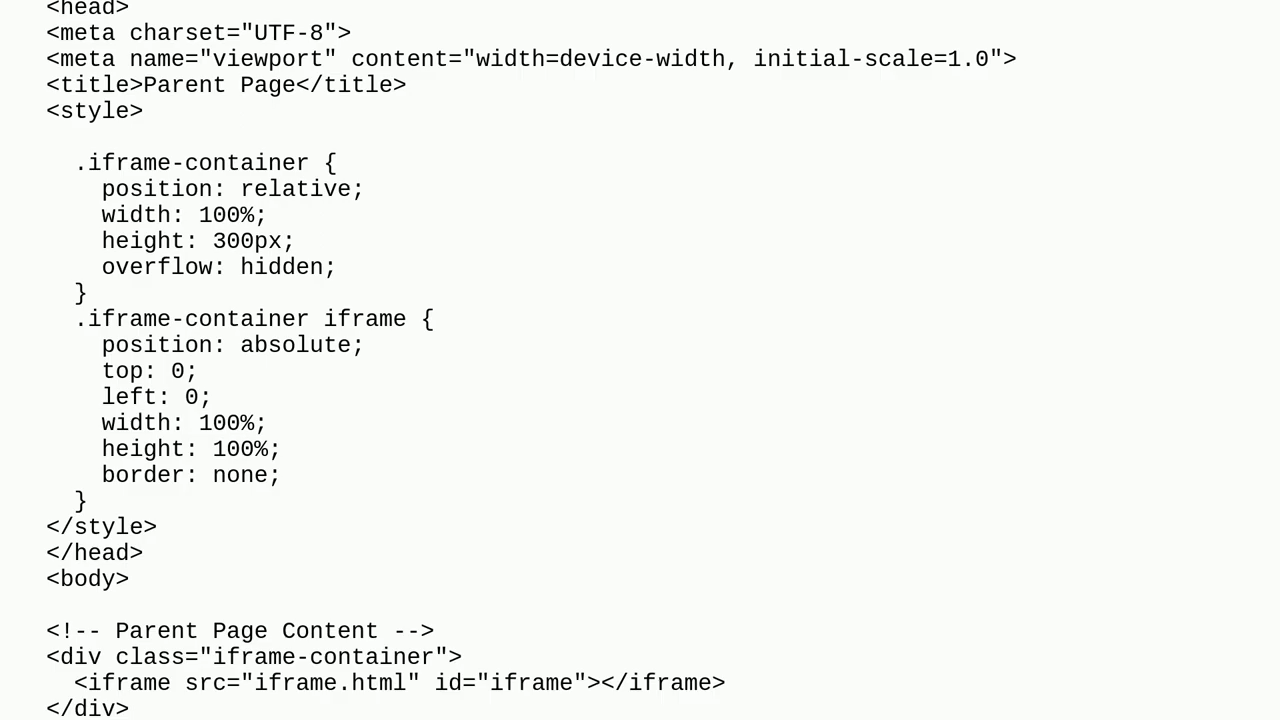 <head>
<meta charset="UTF-8">
<meta name="viewport" content="width=device-width, initial-scale=1.0">
<title>Parent Page</title>
<style>

  .iframe-container {
    position: relative;
    width: 100%;
    height: 300px;
    overflow: hidden;
  }
  .iframe-container iframe {
    position: absolute;
    top: 0;
    left: 0;
    width: 100%;
    height: 100%;
    border: none;
  }
</style>
</head>
<body>

<!-- Parent Page Content -->
<div class="iframe-container">
  <iframe src="iframe.html" id="iframe"></iframe>
</div>